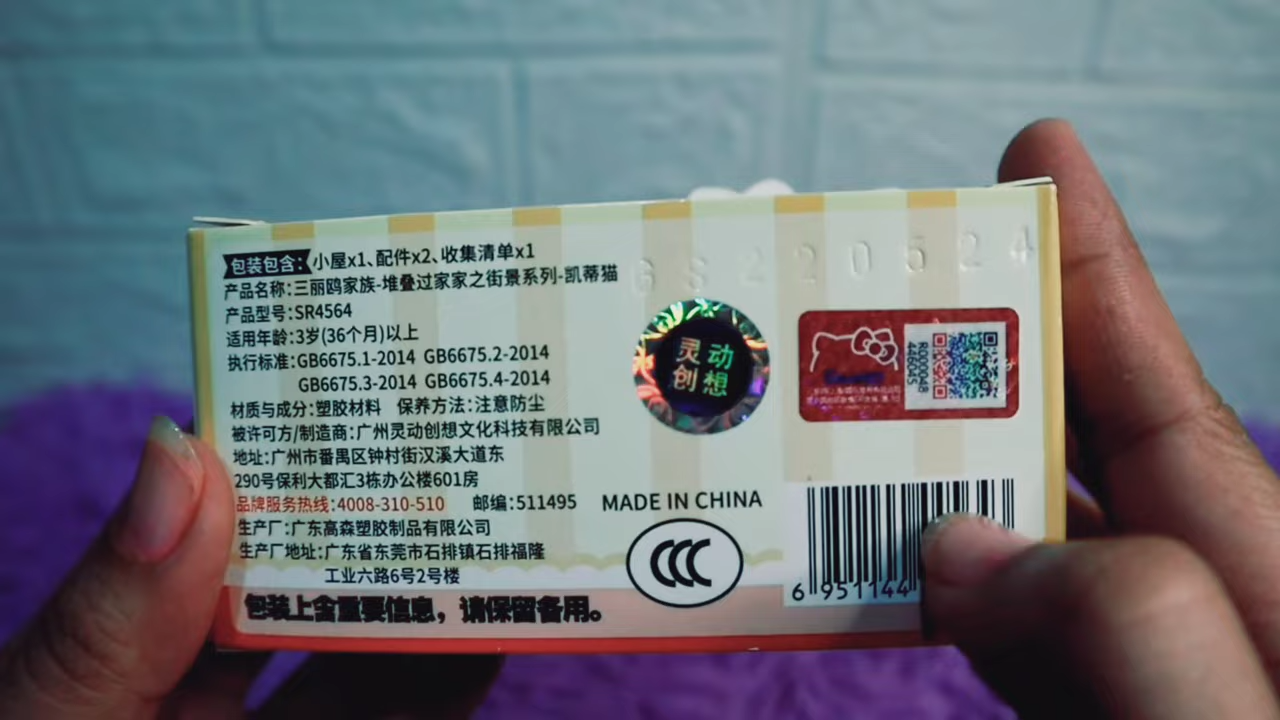 包装包含:小屋x1、配件x2、收集清单x1
产品名称:三丽鸥家族-堆叠过家家之街景系列-凯蒂猫
产品型号:SR4564
适用年龄:3岁(36个月)以上
执行标准:GB6675.1-2014 GB6675.2-2014
GB6675.3-2014 GB6675.4-2014
材质与成分:塑胶材料 保养方法:注意防尘
被许可方/制造商:广州灵动创想文化科技有限公司
地址:广州市番禺区钟村街汉溪大道东
290号保利大都汇3栋办公楼601房
品牌服务热线:4008-310-510 邮编:511495
生产厂:广东高森塑胶制品有限公司
生产厂地址:广东省东莞市石排镇石排福隆
工业六路6号2号楼
包装上含重要信息，请保留备用。
GS220524
灵动
创想
MADE IN CHINA
CCC
6 951144